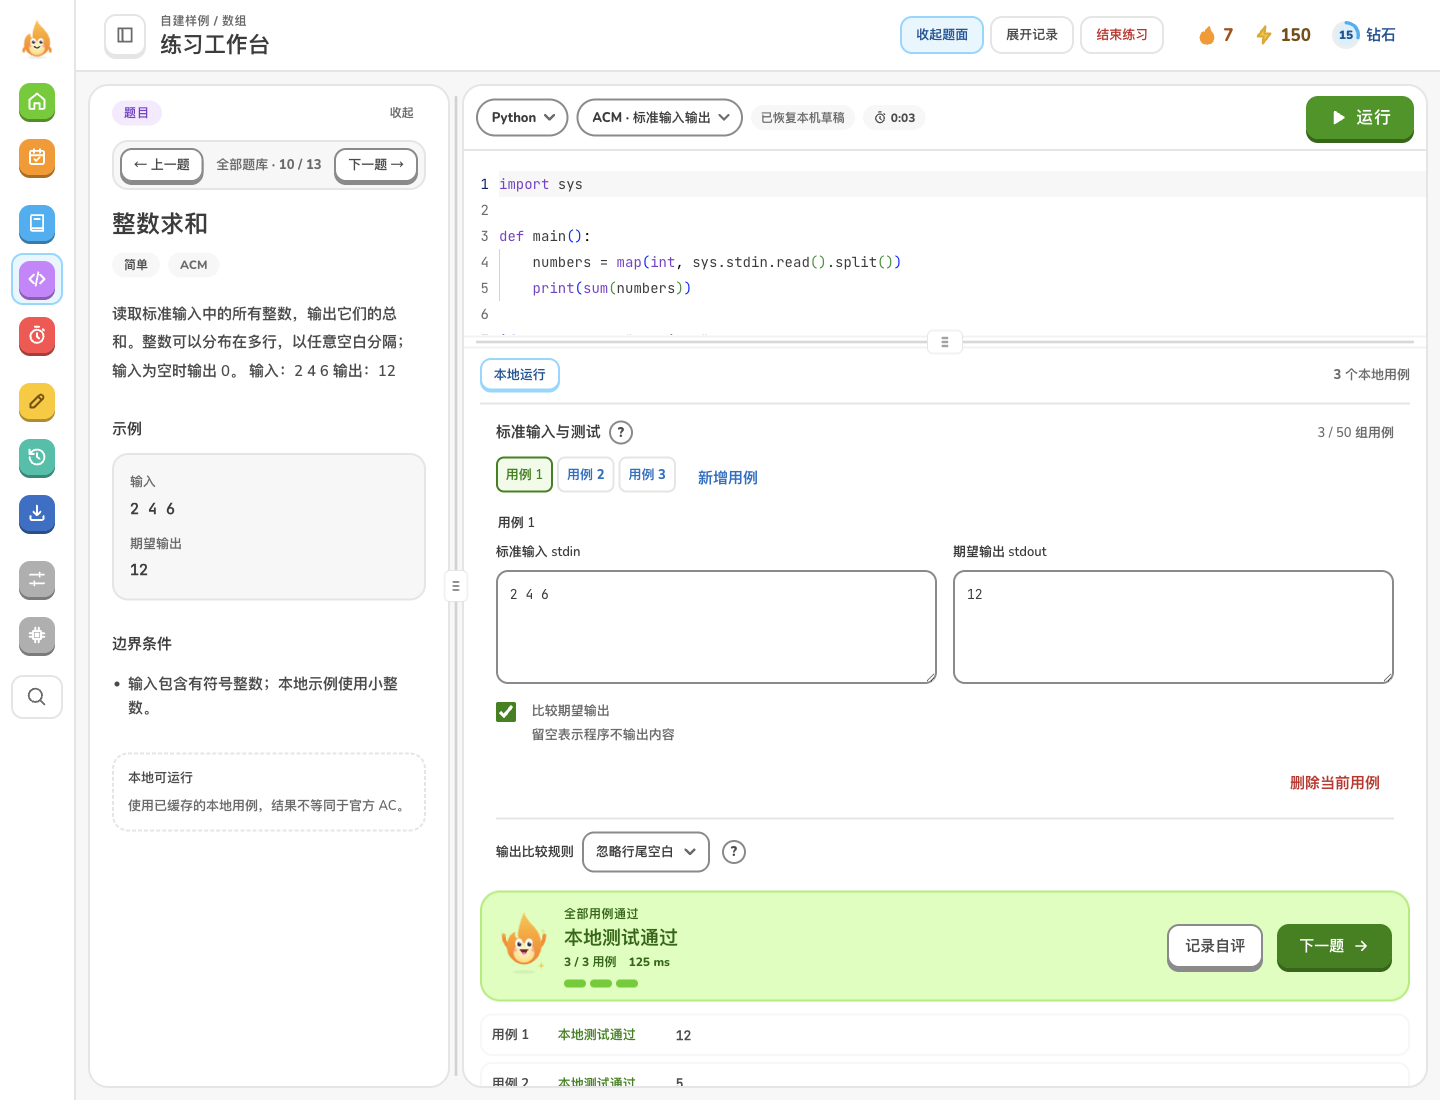 自建样例 / 数组
练习工作台
收起题面
展开记录
结束练习
7
150
15
钻石
题目
收起
← 上一题
全部题库 · 10 / 13
下一题 →
整数求和
简单
ACM
读取标准输入中的所有整数，输出它们的总
和。整数可以分布在多行，以任意空白分隔；
输入为空时输出 0。 输入：2 4 6 输出：12
示例
输入
2 4 6
期望输出
12
边界条件
• 输入包含有符号整数；本地示例使用小整
数。
本地可运行
使用已缓存的本地用例，结果不等同于官方 AC。
Python
ACM · 标准输入输出
已恢复本机草稿
0:03
运行
1 import sys
2
3 def main():
4 numbers = map(int, sys.stdin.read().split())
5 print(sum(numbers))
6
本地运行
3 个本地用例
标准输入与测试
?
3 / 50 组用例
用例 1
用例 2
用例 3
新增用例
用例 1
标准输入 stdin
期望输出 stdout
2 4 6
12
比较期望输出
留空表示程序不输出内容
删除当前用例
输出比较规则
忽略行尾空白
?
全部用例通过
本地测试通过
3 / 3 用例 125 ms
记录自评
下一题 →
用例 1 本地测试通过 12
用例 2 本地测试通过 5